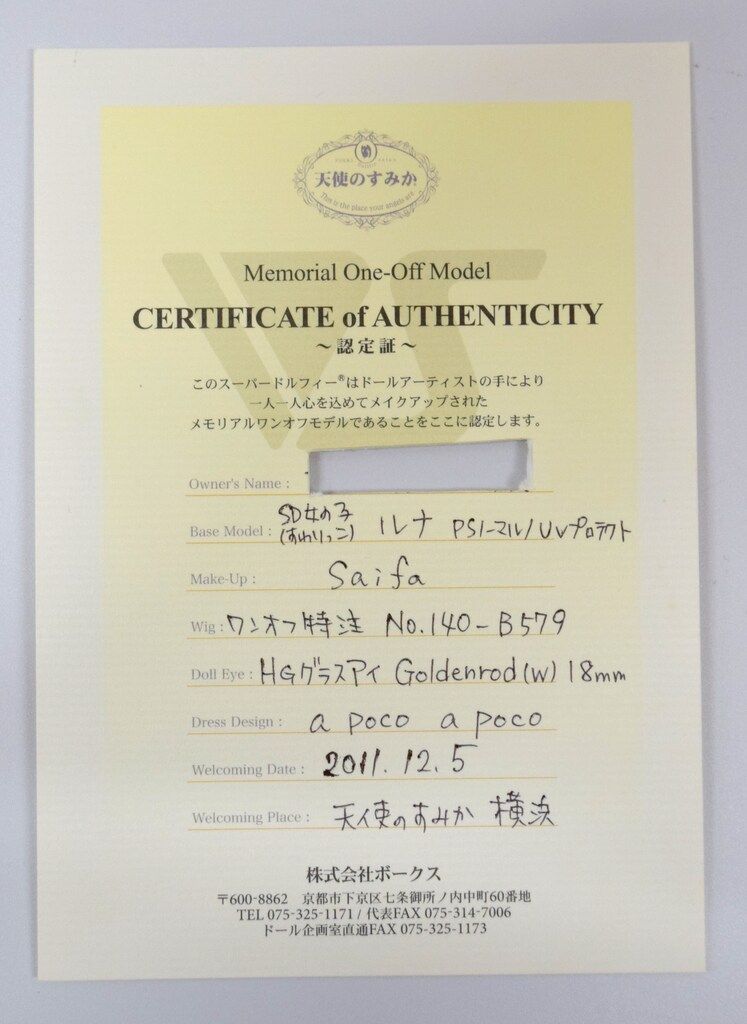 天使のすみか
This is the place your angels are
Memorial One-Off Model
CERTIFICATE of AUTHENTICITY
～認定証～
このスーパードルフィー®はドールアーティストの手により
一人一人心を込めてメイクアップされた
メモリアルワンオフモデルであることをここに認定します。
Owner's Name :
Base Model : SD女の子 (すわりっこ) ルナ PSノーマル/UVプロテクト
Make-Up : Saifa
Wig : ワンオフ特注 No.140-B579
Doll Eye : HGグラスアイ Goldenrod(W) 18mm
Dress Design : a poco a poco
Welcoming Date : 2011.12.5
Welcoming Place : 天使のすみか 横浜
株式会社ボークス
〒600-8862 京都市下京区七条御所ノ内中町60番地
TEL 075-325-1171 / 代表FAX 075-314-7006
ドール企画室直通FAX 075-325-1173